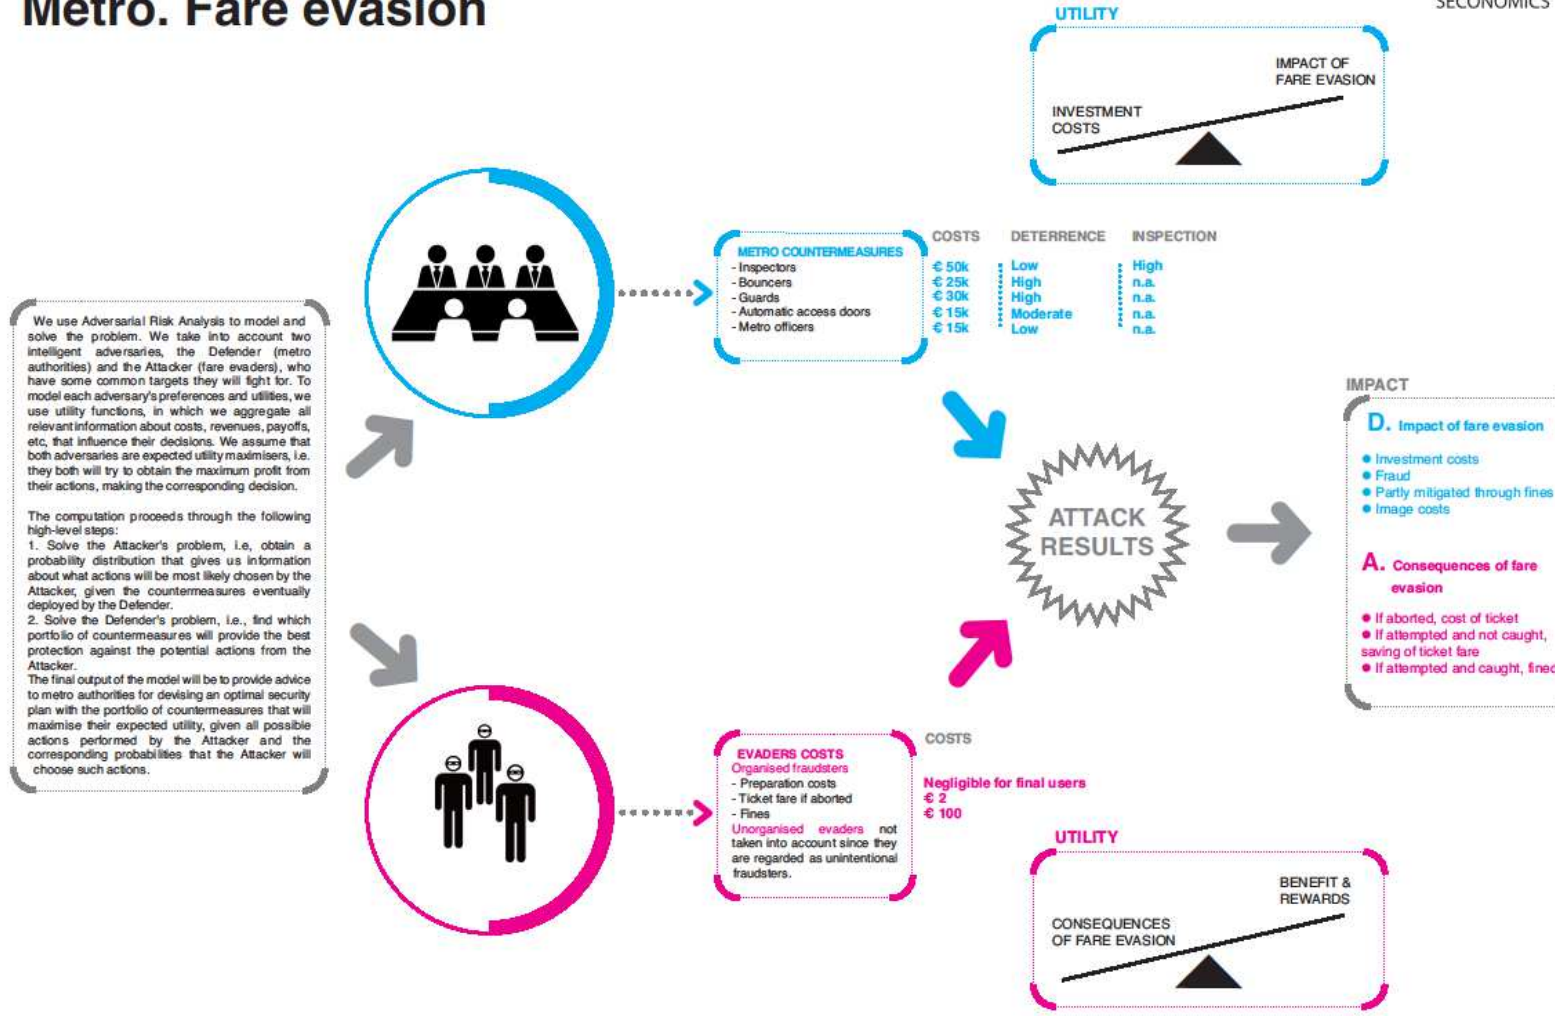 Metro. Fare evasion
SECONOMICS
UTILITY
IMPACT OF
FARE EVASION
INVESTMENT
COSTS
We use Adversarial Risk Analysis to model and
solve the problem. We take into account two
intelligent adversaries, the Defender (metro
authorities) and the Attacker (fare evaders), who
have some common targets they will fight for. To
model each adversary's preferences and utilities, we
use utility functions, in which we aggregate all
relevant information about costs, revenues, payoffs,
etc, that influence their decisions. We assume that
both adversaries are expected utility maximisers, i.e.
they both will try to obtain the maximum profit from
their actions, making the corresponding decision.
The computation proceeds through the following
high-level steps:
1. Solve the Attacker's problem, i.e, obtain a
probability distribution that gives us information
about what actions will be most likely chosen by the
Attacker, given the countermeasures eventually
deployed by the Defender.
2. Solve the Defender's problem, i.e., find which
portfolio of countermeasures will provide the best
protection against the potential actions from the
Attacker.
The final output of the model will be to provide advice
to metro authorities for devising an optimal security
plan with the portfolio of countermeasures that will
maximise their expected utility, given all possible
actions performed by the Attacker and the
corresponding probabilities that the Attacker will
choose such actions.
COSTS DETERRENCE INSPECTION
METRO COUNTERMEASURES
- Inspectors € 50k Low High
- Bouncers € 25k High n.a.
- Guards € 30k High n.a.
- Automatic access doors € 15k Moderate n.a.
- Metro officers € 15k Low n.a.
ATTACK
RESULTS
IMPACT
D. Impact of fare evasion
● Investment costs
● Fraud
● Partly mitigated through fines
● Image costs
A. Consequences of fare
evasion
● If aborted, cost of ticket
● If attempted and not caught,
saving of ticket fare
● If attempted and caught, fined
COSTS
EVADERS COSTS
Organised fraudsters
- Preparation costs Negligible for final users
- Ticket fare if aborted € 2
- Fines € 100
Unorganised evaders not
taken into account since they
are regarded as unintentional
fraudsters.
UTILITY
BENEFIT &
REWARDS
CONSEQUENCES
OF FARE EVASION